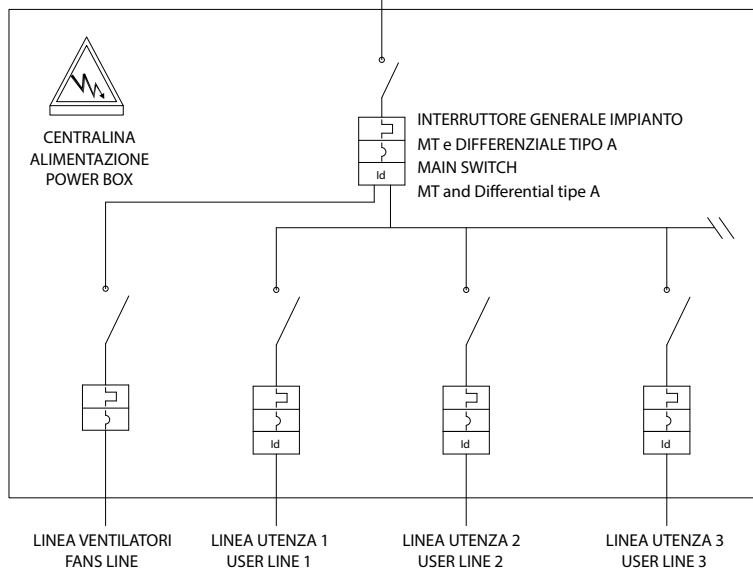 CENTRALINA
ALIMENTAZIONE
POWER BOX
INTERRUTTORE GENERALE IMPIANTO
MT e DIFFERENZIALE TIPO A
MAIN SWITCH
MT and Differential tipe A
Id
Id
Id
Id
LINEA VENTILATORI
FANS LINE
LINEA UTENZA 1
USER LINE 1
LINEA UTENZA 2
USER LINE 2
LINEA UTENZA 3
USER LINE 3